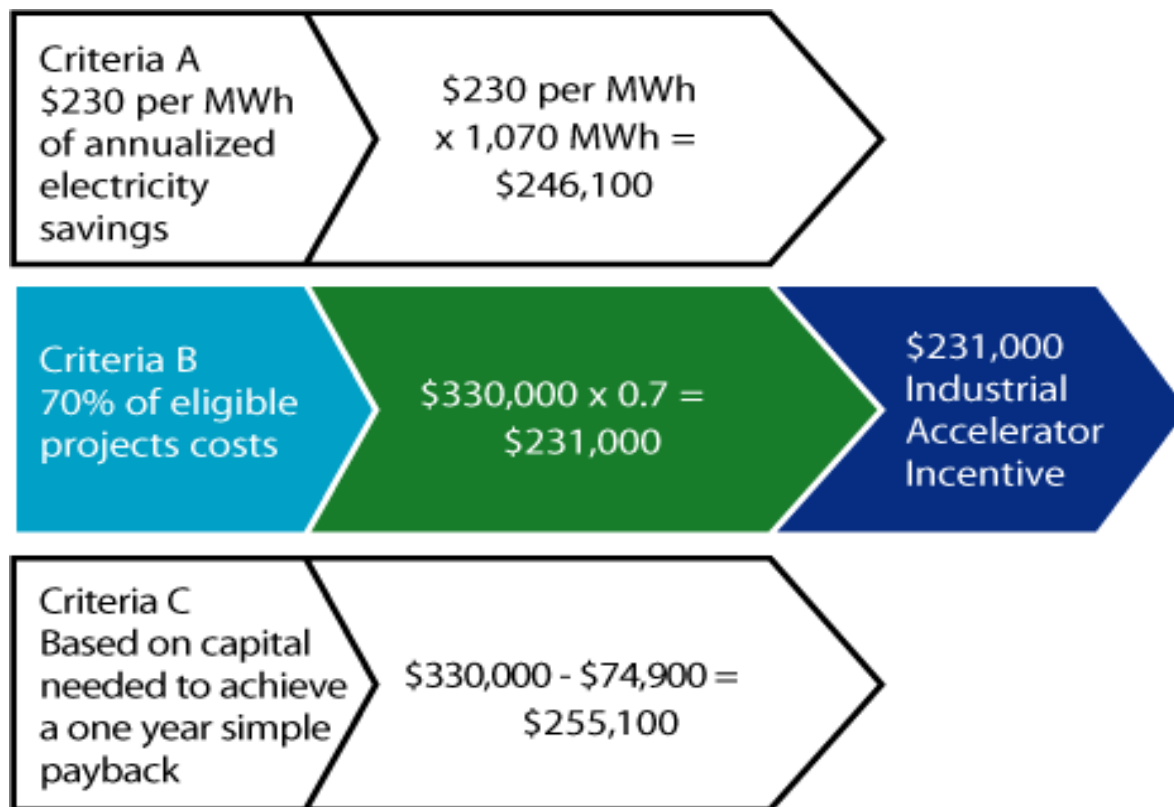 Criteria A
$230 per MWh
of annualized
electricity
savings
$230 per MWh
x 1,070 MWh =
$246,100
Criteria B
70% of eligible
projects costs
$330,000 x 0.7 =
$231,000
$231,000
Industrial
Accelerator
Incentive
Criteria C
Based on capital
needed to achieve
a one year simple
payback
$330,000 - $74,900 =
$255,100